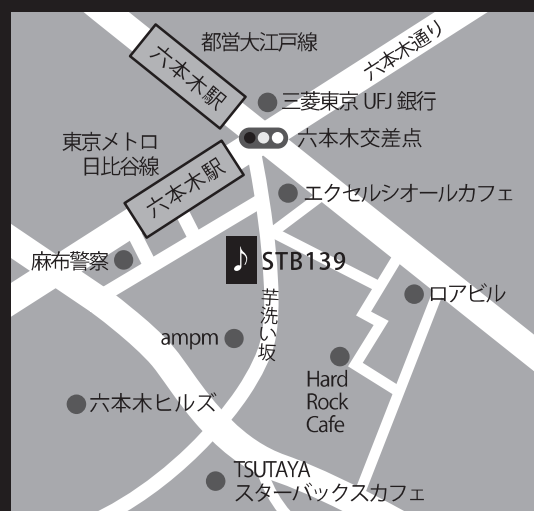 都営大江戸線
六本木通り
六本木駅
三菱東京 UFJ 銀行
六本木交差点
東京メトロ
日比谷線
六本木駅
エクセルシオールカフェ
麻布警察
STB139
芋洗い坂
ロアビル
ampm
Hard
Rock
Cafe
六本木ヒルズ
TSUTAYA
スターバックスカフェ